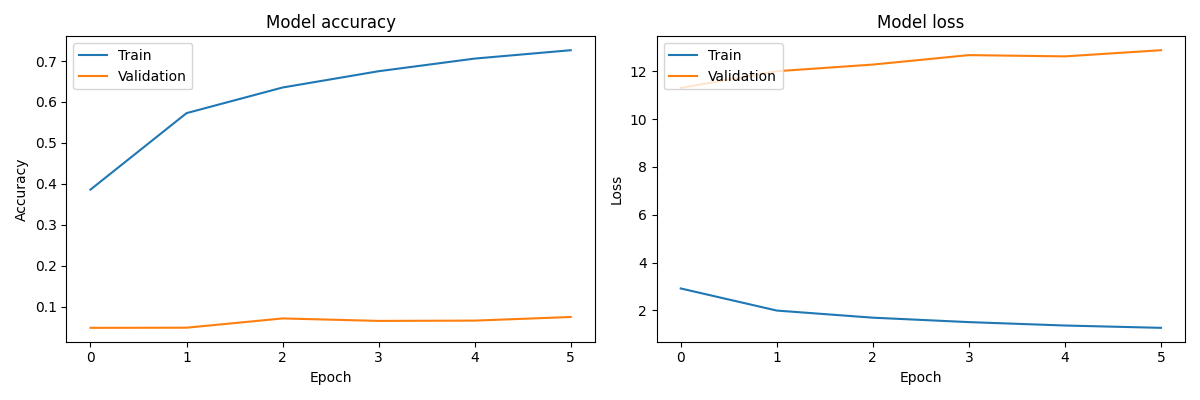 Model accuracy
Train
Validation
0.7
0.6
0.5
0.4
0.3
0.2
0.1
Accuracy
0 1 2 3 4 5
Epoch
Model loss
Train
Validation
12
10
8
6
4
2
Loss
0 1 2 3 4 5
Epoch